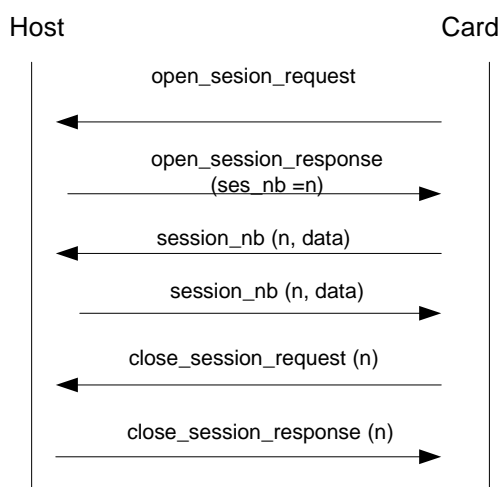 Host
Card
open_sesion_request
open_session_response
(ses_nb =n)
session_nb (n, data)
session_nb (n, data)
close_session_request (n)
close_session_response (n)